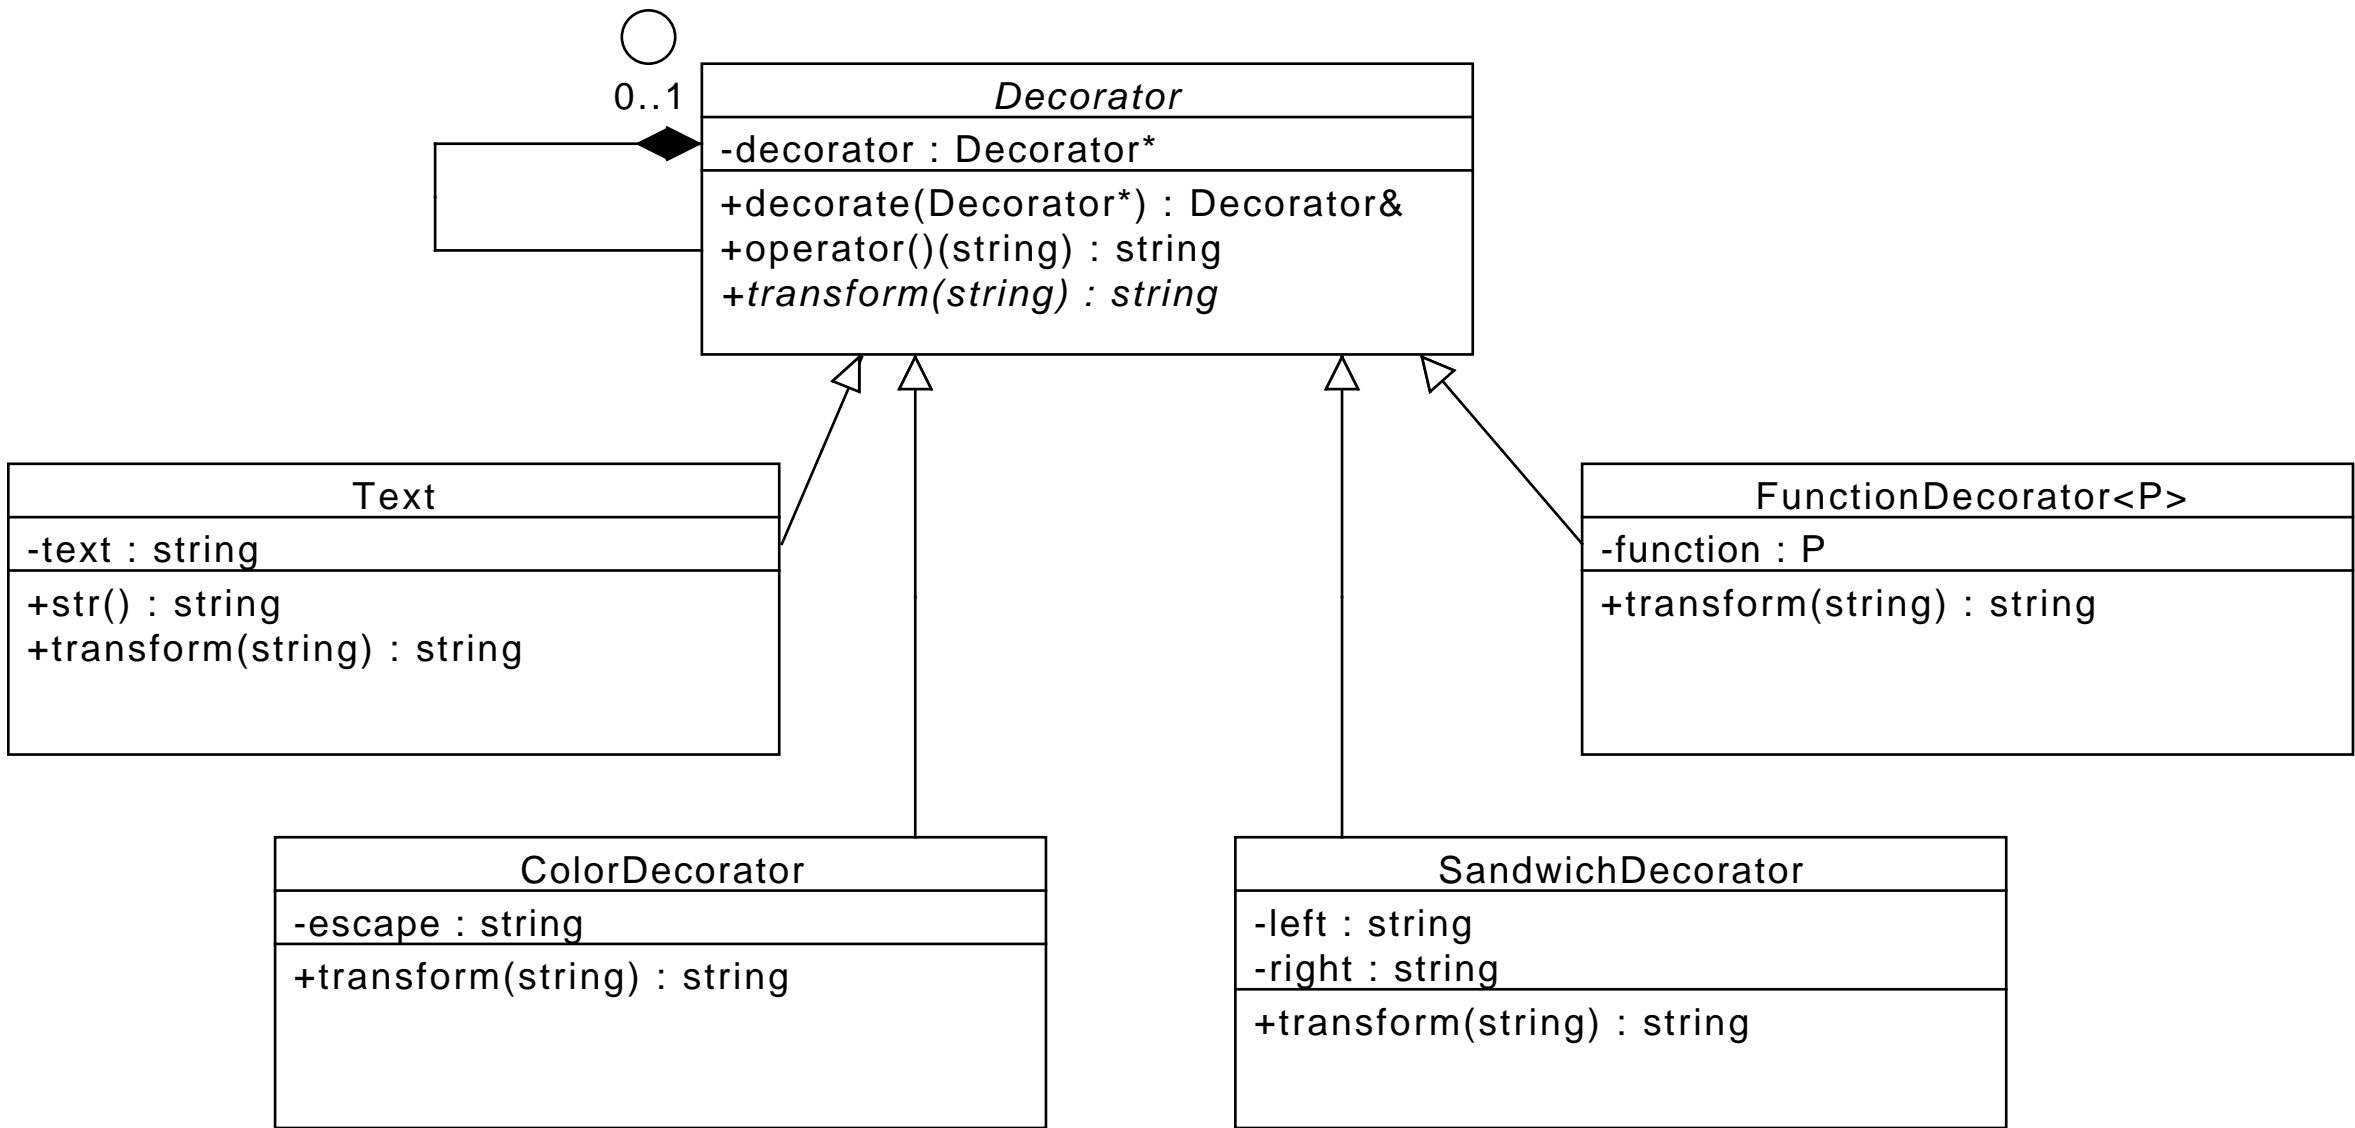 0..1
Decorator
-decorator : Decorator*
+decorate(Decorator*) : Decorator&
+operator()(string) : string
+transform(string) : string
Text
-text : string
+str() : string
+transform(string) : string
FunctionDecorator<P>
-function : P
+transform(string) : string
ColorDecorator
-escape : string
+transform(string) : string
SandwichDecorator
-left : string
-right : string
+transform(string) : string